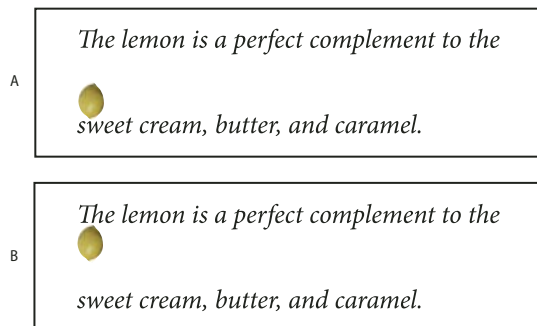 A
The lemon is a perfect complement to the
sweet cream, butter, and caramel.
B
The lemon is a perfect complement to the
sweet cream, butter, and caramel.